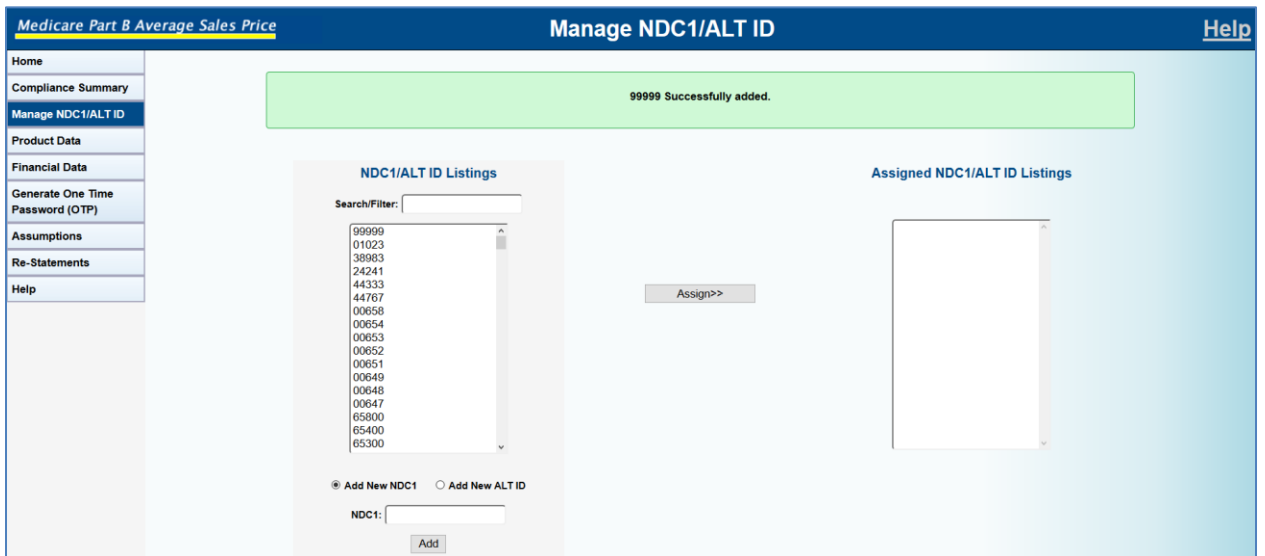 Medicare Part B Average Sales Price
Manage NDC1/ALT ID
Help
Home
Compliance Summary
Manage NDC1/ALT ID
Product Data
Financial Data
Generate One Time
Password (OTP)
Assumptions
Re-Statements
Help
99999 Successfully added.
NDC1/ALT ID Listings
Search/Filter:
99999
01023
38983
24241
44333
44767
00658
00654
00653
00652
00651
00649
00648
00647
65800
65400
65300
Add New NDC1
Add New ALT ID
NDC1:
Add
Assign>>
Assigned NDC1/ALT ID Listings